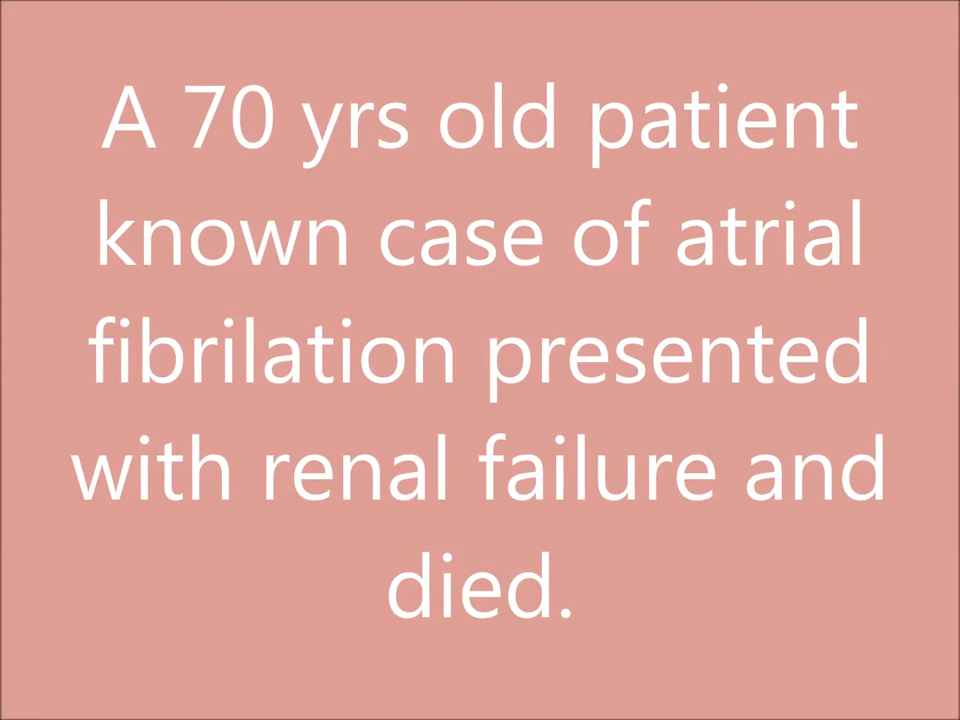 A 70 yrs old patient
known case of atrial
fibrilation presented
with renal failure and
died.